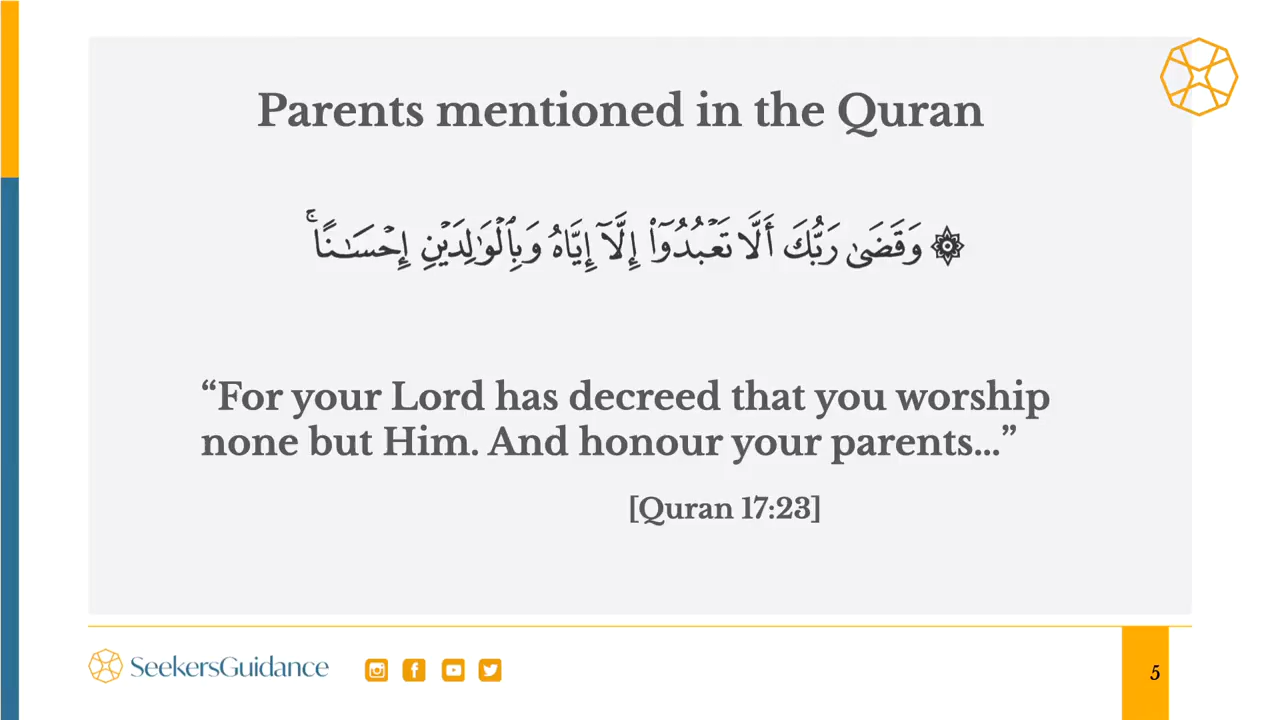 Parents mentioned in the Quran
۞ وَقَضَىٰ رَبُّكَ أَلَّا تَعْبُدُوٓا۟ إِلَّآ إِيَّاهُ وَبِٱلْوَٰلِدَيْنِ إِحْسَـٰنًا ۚ
“For your Lord has decreed that you worship
none but Him. And honour your parents...”
[Quran 17:23]
SeekersGuidance
5